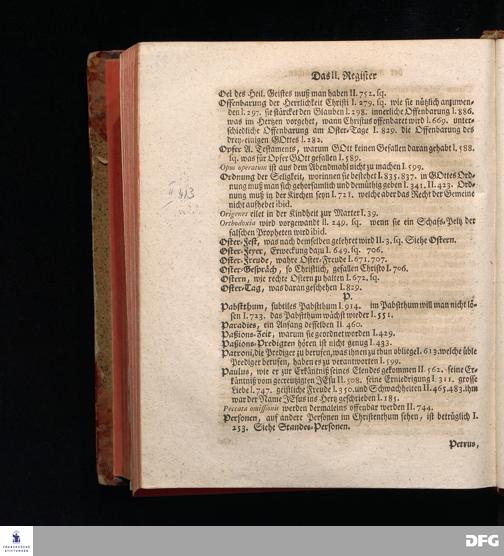 Das II. Register
Oel des Heil. Geistes muß man haben II. 752. sq.
Offenbarung der Herrlichkeit Christi I. 279. sq. wie sie nützlich anzuwen-
den I. 297. sie stärcket den Glauben I. 298. innerliche Offenbarung I. 886.
was in Hertzen vorgehet, wann Christus offenbaret wird I. 669. unter-
schiedliche Offenbarung am Oster-Tage I. 829. die Offenbarung des
drey-einigen GOttes I. 282.
Opfer A. Testaments, warum GOtt keinen Gefallen daran gehabt I. 588.
sq. was für Opfer GOtt gefallen I. 589.
Opus operatum ist aus dem Abendmahl nicht zu machen I. 599.
Ordnung der Seligkeit, worinnen sie bestehet I. 835. 837. in GOttes Ord-
nung muß man sich gehorsamlich und demüthig geben I. 341. II. 423. Ord-
nung muß in der Kirchen seyn I. 721. welche aber das Recht der Gemeine
nicht aufhebet ibid.
Origenes eilet in der Kindheit zur Marter I. 39.
Orthodoxia wird vorgewandt II. 249. sq. wenn sie ein Schafs-Peltz der
falschen Propheten wird ibid.
Oster-Fest, was nach demselben gelehret wird II. 3. sq. Siehe Ostern.
Oster-Feyer, Erweckung dazu I. 649. sq. 706.
Oster-Freude, wahre Oster-Freude I. 671. 707.
Oster-Gespräch, so Christlich, gefallen Christo I. 706.
Ostern, wie rechte Ostern zu halten I. 672. sq.
Oster-Tag, was daran geschehen I. 829.
P.
Pabstthum, subtiles Pabstthum I. 914. im Pabstthum will man nicht lö-
sen I. 723. das Pabstthum wächst wieder I. 551.
Paradies, ein Anfang desselben II. 460.
Paßions-Zeit, warum sie geordnet worden I. 429.
Paßions-Predigten hören ist nicht genug I. 433.
Patroni, die Prediger zu berufen, was ihnen zu thun obliege I. 613. welche üble
Prediger berufen, haben es zu verantworten I. 599.
Paulus, wie er zur Erkäntniß seines Elendes gekommen II. 562. seine Er-
käntniß vom gecreutzigten JEsu II. 508. seine Erniedrigung I. 311. grosse
Liebe I. 747. geistliche Freude I. 350. und Schwachheiten II. 465. 483. ihm
war der Name JEsus ins Hertz geschrieben I. 185.
Peccata omissionis werden dermaleins offenbar werden II. 744.
Personen, auf andere Personen im Christenthum sehen, ist betrüglich I.
253. Siehe Standes-Personen.
Petrus,
FRANCKESCHE
STIFTUNGEN
DFG